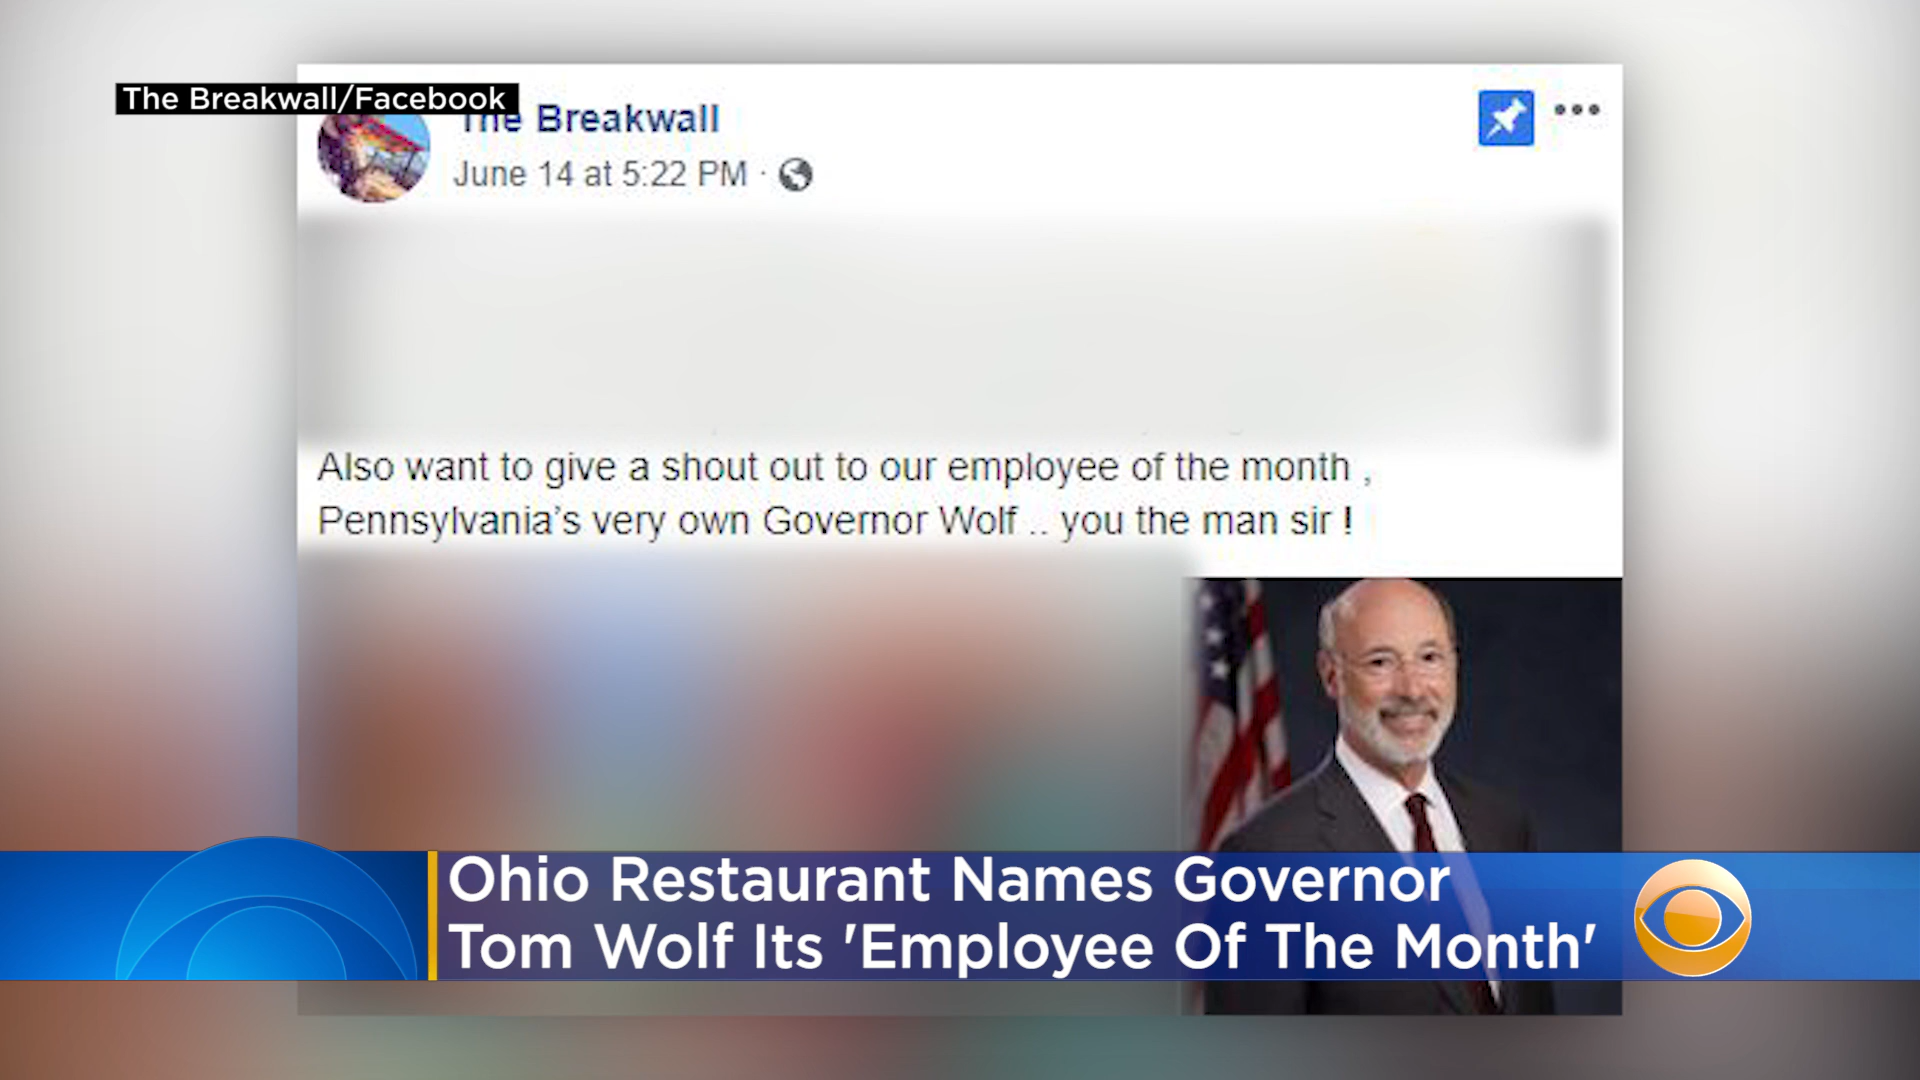 The Breakwall/Facebook
The Breakwall
June 14 at 5:22 PM ·
Also want to give a shout out to our employee of the month ,
Pennsylvania's very own Governor Wolf .. you the man sir !
Ohio Restaurant Names Governor
Tom Wolf Its 'Employee Of The Month'